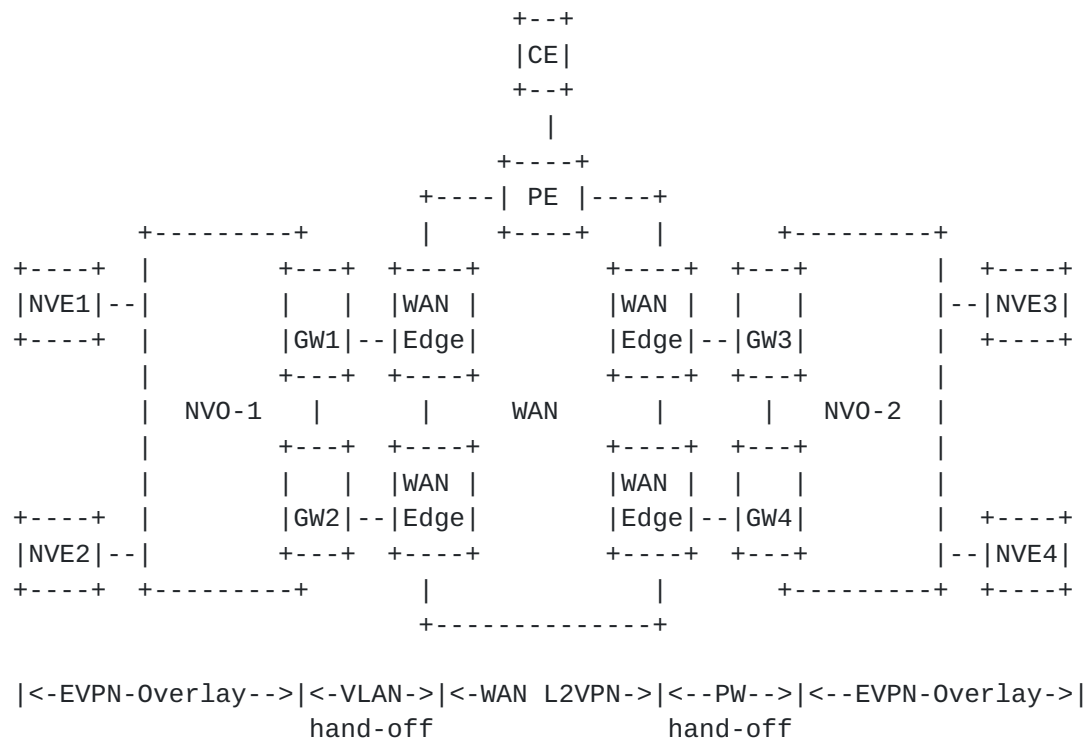 +--+
                                  |CE|
                                  +--+
                                    |
                                 +----+
                            +----| PE |----+
          +---------+       |    +----+    |       +---------+
 +----+  |        +---+  +----+        +----+  +---+        |  +----+
 |NVE1|--|        |   |  |WAN |        |WAN |  |   |        |--|NVE3|
 +----+  |        |GW1|--|Edge|        |Edge|--|GW3|        |  +----+
         |        +---+  +----+        +----+  +---+        |
         |  NVO-1   |      |     WAN      |      |   NVO-2  |
         |        +---+  +----+        +----+  +---+        |
         |        |   |  |WAN |        |WAN |  |   |        |
 +----+  |        |GW2|--|Edge|        |Edge|--|GW4|        |  +----+
 |NVE2|--|        +---+  +----+        +----+  +---+        |--|NVE4|
 +----+  +---------+       |              |       +---------+  +----+
                           +--------------+

|<-EVPN-Overlay-->|<-VLAN->|<-WAN L2VPN->|<--PW-->|<--EVPN-Overlay->|
                   hand-off               hand-off